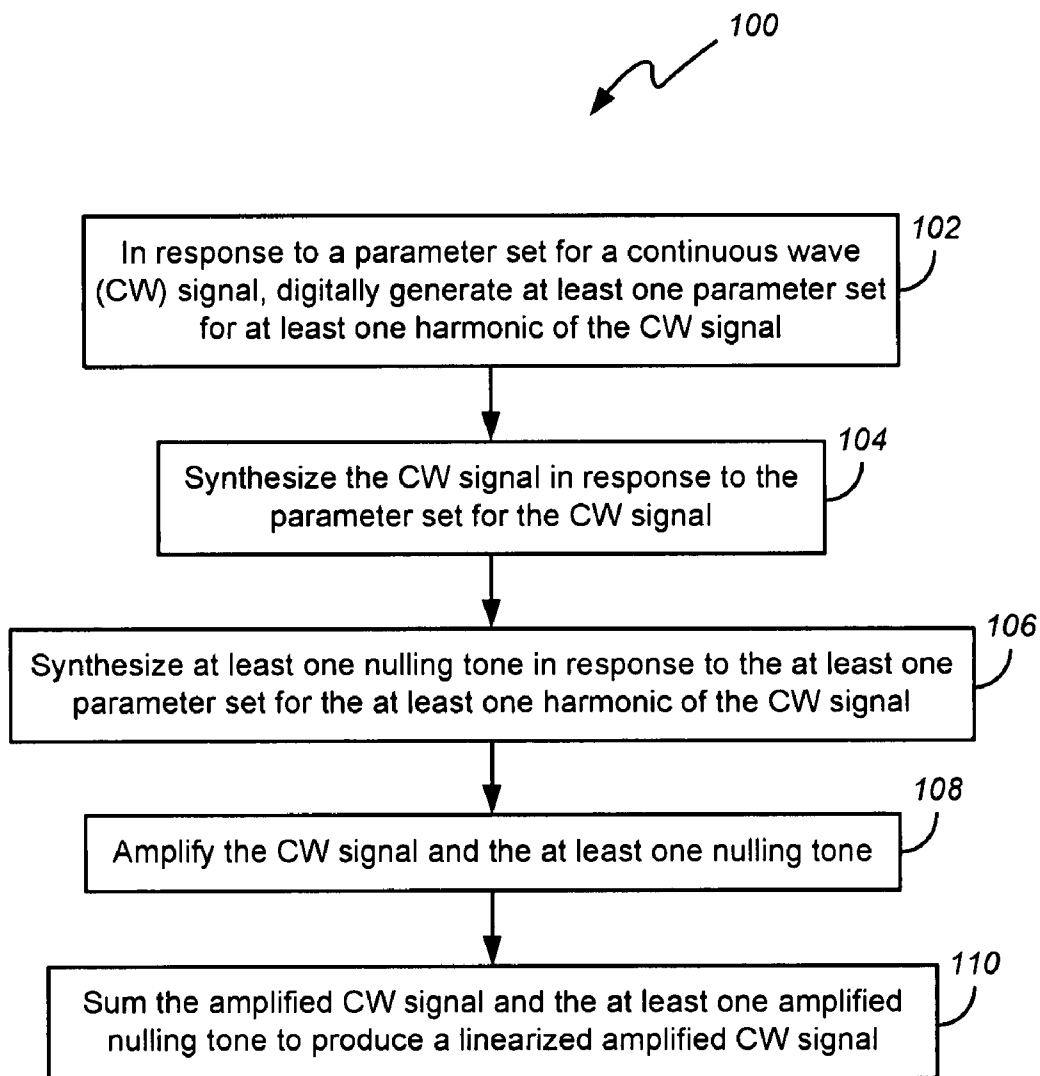 100
102
In response to a parameter set for a continuous wave
(CW) signal, digitally generate at least one parameter set
for at least one harmonic of the CW signal
104
Synthesize the CW signal in response to the
parameter set for the CW signal
106
Synthesize at least one nulling tone in response to the at least one
parameter set for the at least one harmonic of the CW signal
108
Amplify the CW signal and the at least one nulling tone
110
Sum the amplified CW signal and the at least one amplified
nulling tone to produce a linearized amplified CW signal